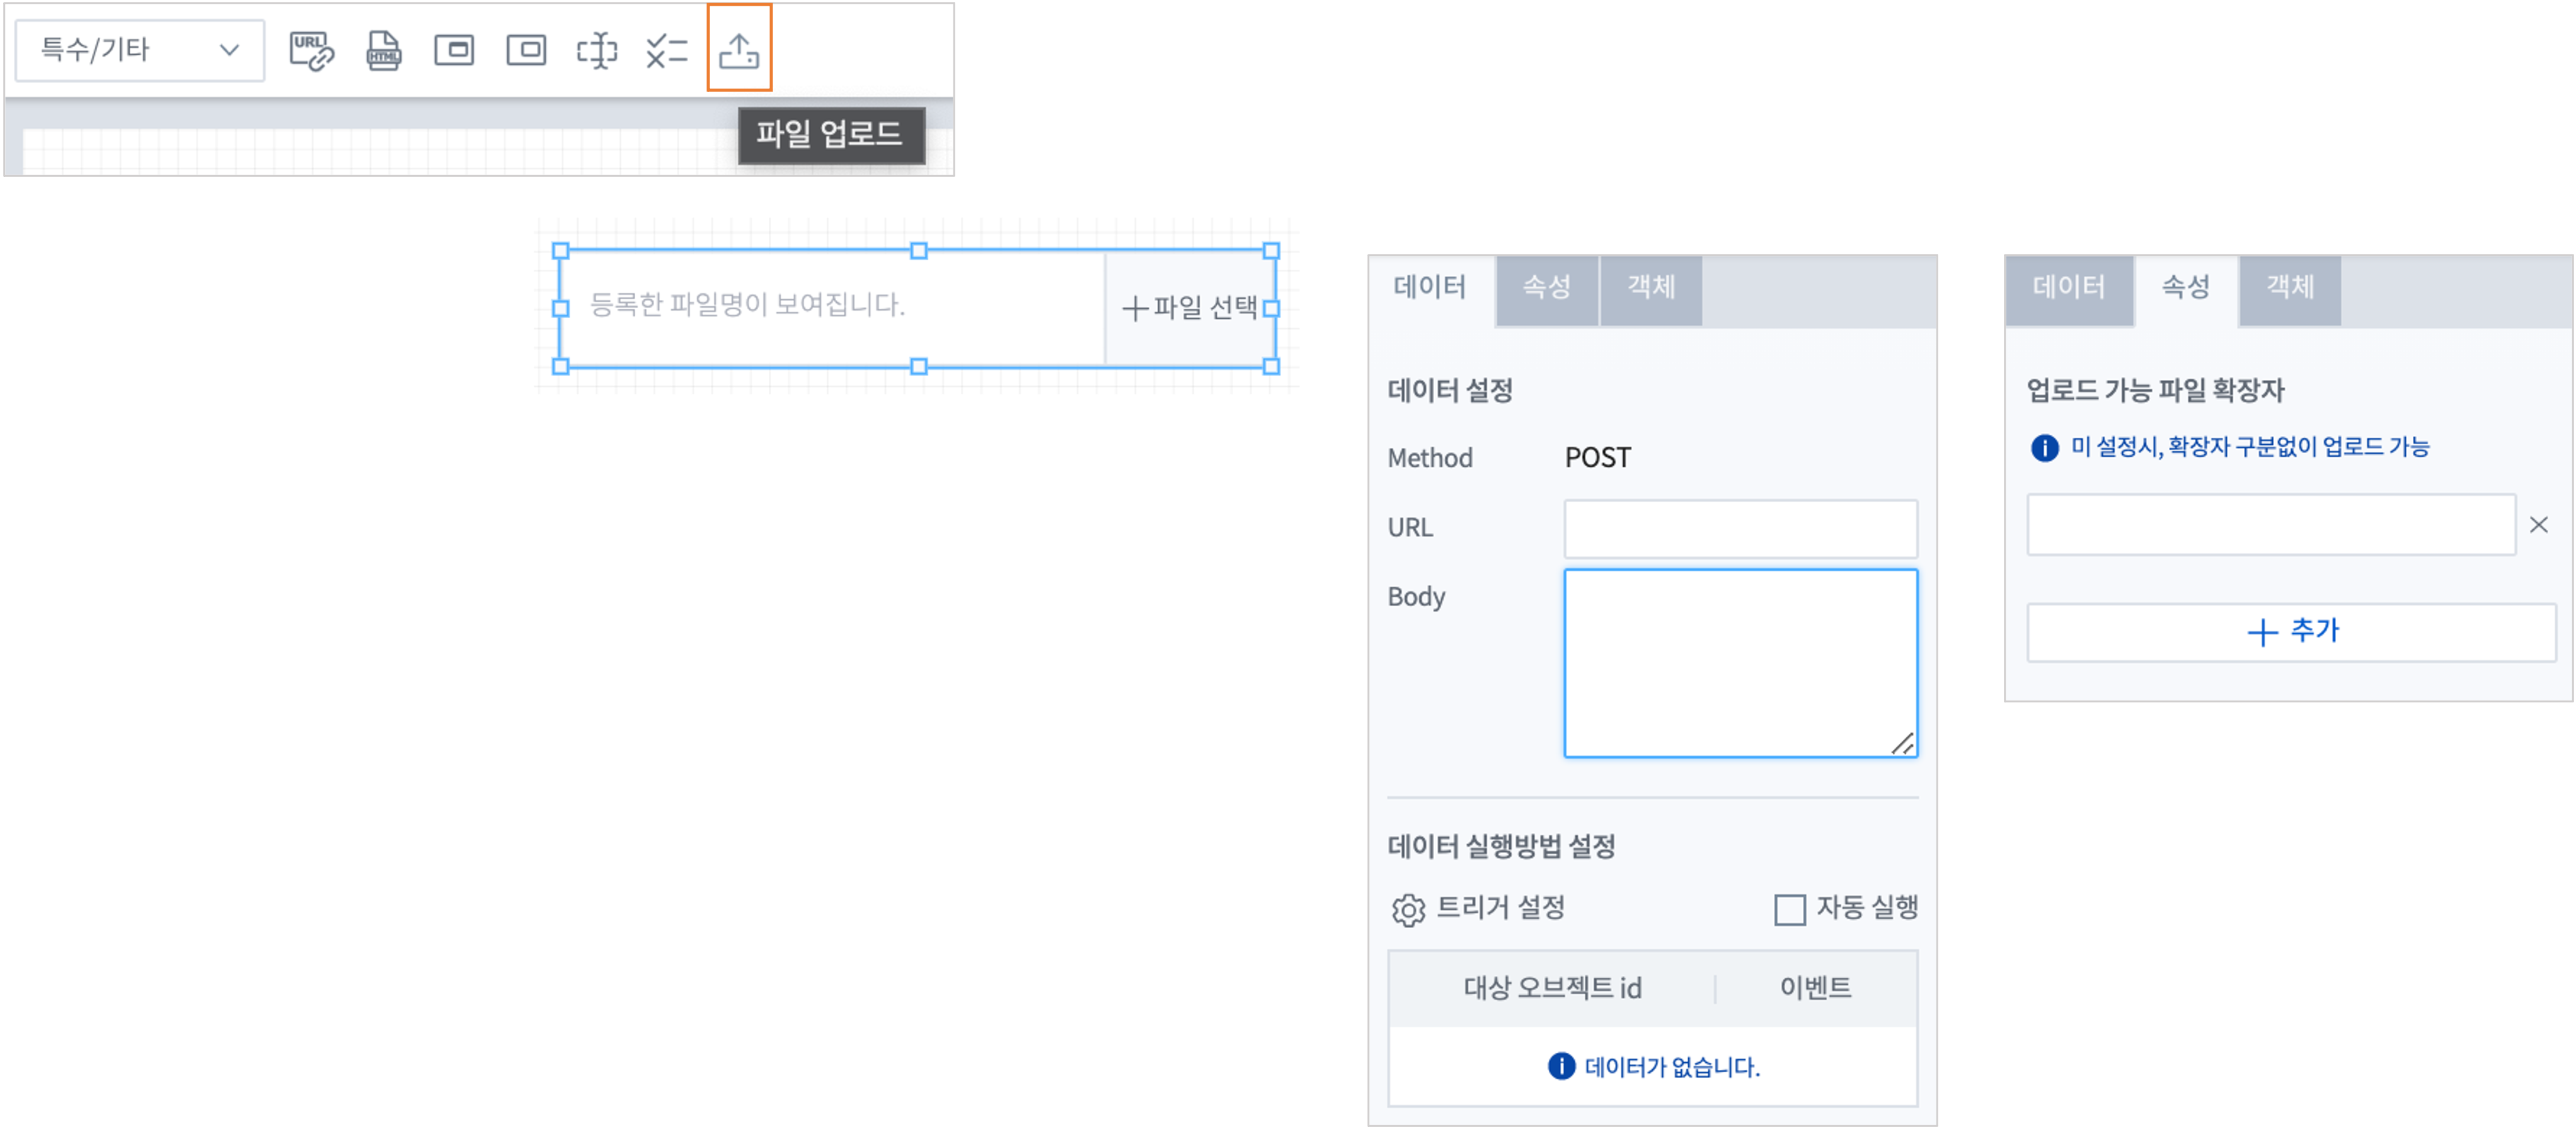 특수/기타
URL
HTML
파일 업로드
등록한 파일명이 보여집니다.
파일 선택
데이터 속성 객체
데이터 설정
Method POST
URL
Body
데이터 실행방법 설정
트리거 설정 자동 실행
대상 오브젝트 id 이벤트
데이터가 없습니다.
데이터 속성 객체
업로드 가능 파일 확장자
미 설정시, 확장자 구분없이 업로드 가능
추가